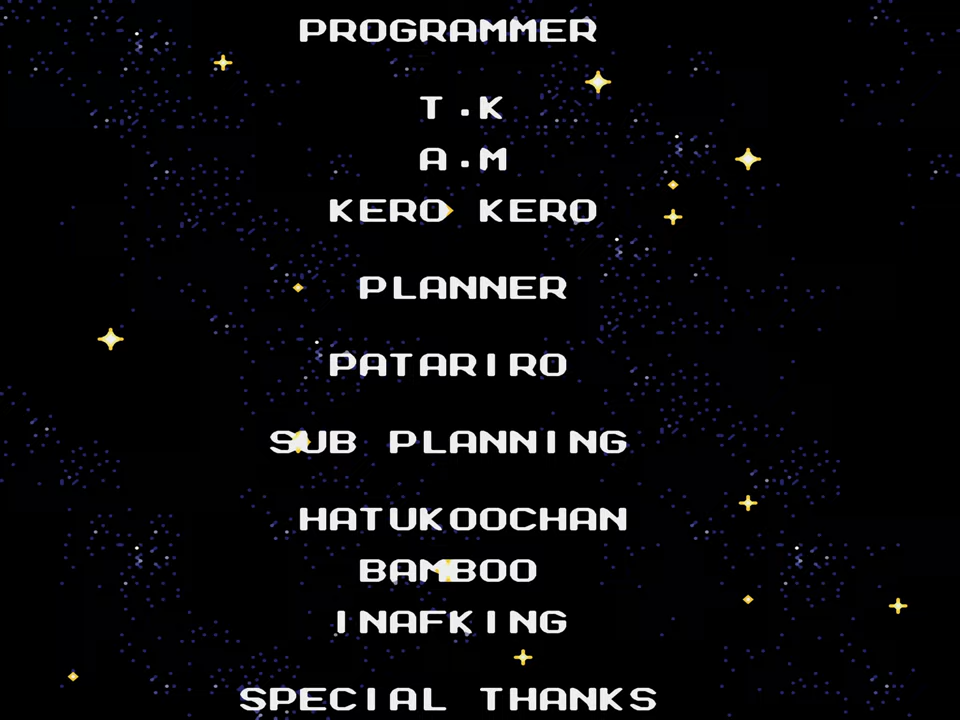 PROGRAMMER
T.K
A.M
KERO KERO
PLANNER
PATARIRO
SUB PLANNING
HATUKOOCHAN
BAMBOO
INAFKING
SPECIAL THANKS